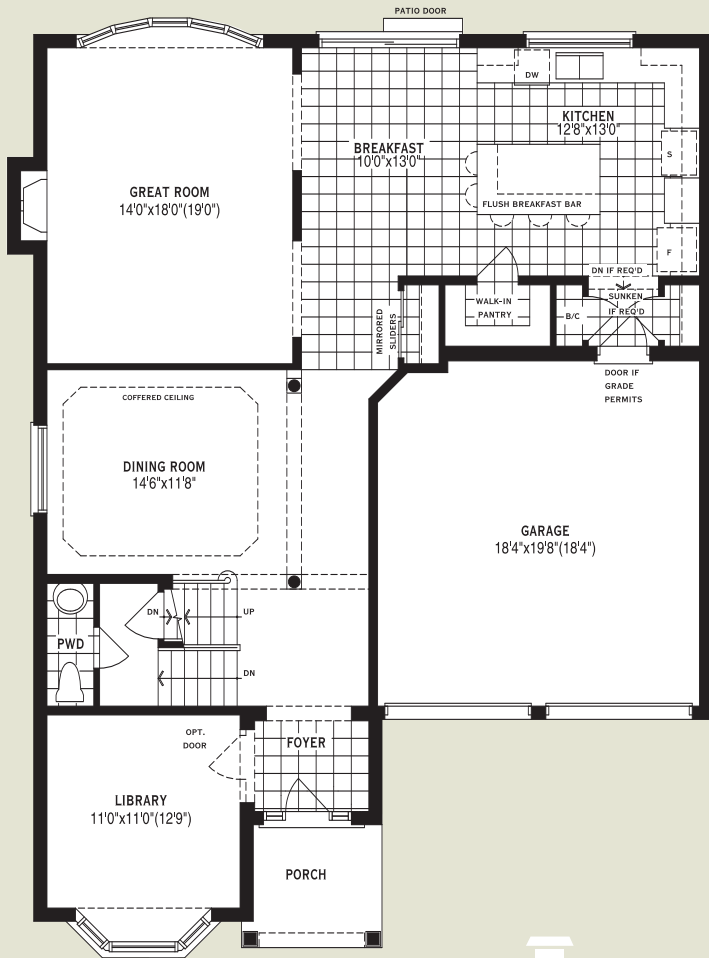 PATIO DOOR
DW
KITCHEN
12'8"x13'0"
BREAKFAST
10'0"x13'0"
S
GREAT ROOM
14'0"x18'0"(19'0")
FLUSH BREAKFAST BAR
F
DN IF REQ'D
SUNKEN
IF REQ'D
WALK-IN
PANTRY
B/C
MIRRORED
SLIDERS
DOOR IF
GRADE
PERMITS
COFFERED CEILING
DINING ROOM
14'6"x11'8"
GARAGE
18'4"x19'8"(18'4")
DN
UP
PWD
DN
OPT.
DOOR
FOYER
LIBRARY
11'0"x11'0"(12'9")
PORCH